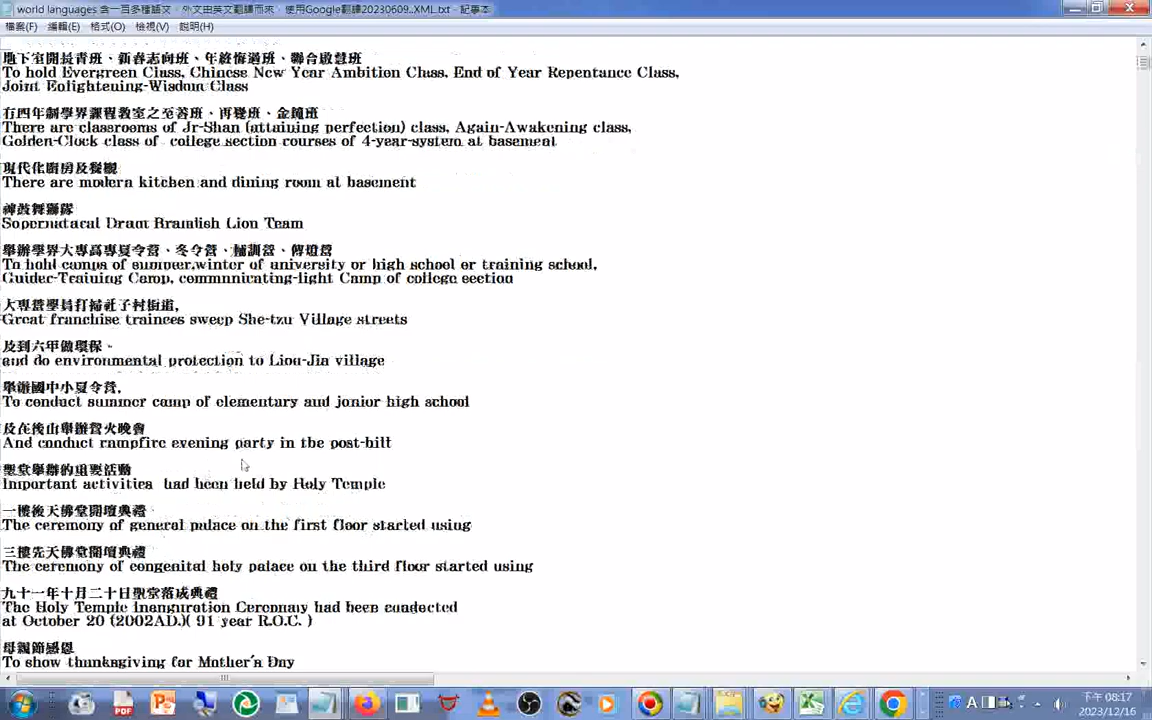 world languages 含一百多種語文，外文由英文翻譯而來，使用Google翻譯20230609..XML.txt - 記事本
檔案(F) 編輯(E) 格式(O) 檢視(V) 說明(H)
地下室開長青班、新春志向班、年終悔過班、聯合啟慧班
To hold Evergreen Class, Chinese New Year Ambition Class, End of Year Repentance Class,
Joint Enlightening-Wisdom Class
有四年制學界課程教室之至善班、再覺班、金鐘班
There are classrooms of Jr-Shan (attaining perfection) class, Again-Awakening class,
Golden-Clock class of college section courses of 4-year-system at basement
現代化廚房及餐廳
There are modern kitchen and dining room at basement
神鼓舞獅隊
Lion Team
舉辦學界大專高專夏令營、冬令營、輔訓營、傳燈營
To hold camps of summer,winter of university or high school or training school,
Guider-Training Camp, communicating-light Camp of college section
大專營學員打掃社子村街道,
Great franchise trainees sweep She-tzu Village streets
及到六甲做環保。
and do environmental protection to Liou-Jia village
舉辦國中小夏令營,
To conduct summer camp of elementary and jonior high school
及在後山舉辦營火晚會
And conduct campfire evening party in the post-hill
聖堂舉辦的重要活動
Important activities had been held by Holy Temple
一樓後天佛堂開壇典禮
The ceremony of general palace on the first floor started using
三樓先天佛堂開壇典禮
The ceremony of congenital holy palace on the third floor started using
九十一年十月二十日聖堂落成典禮
The Holy Temple Inanguration Ceremony had been conducted
at October 20 (2002AD.)( 91 year R.O.C. )
母親節感恩
To show thanksgiving for Mother's Day
下午 08:17
2023/12/16